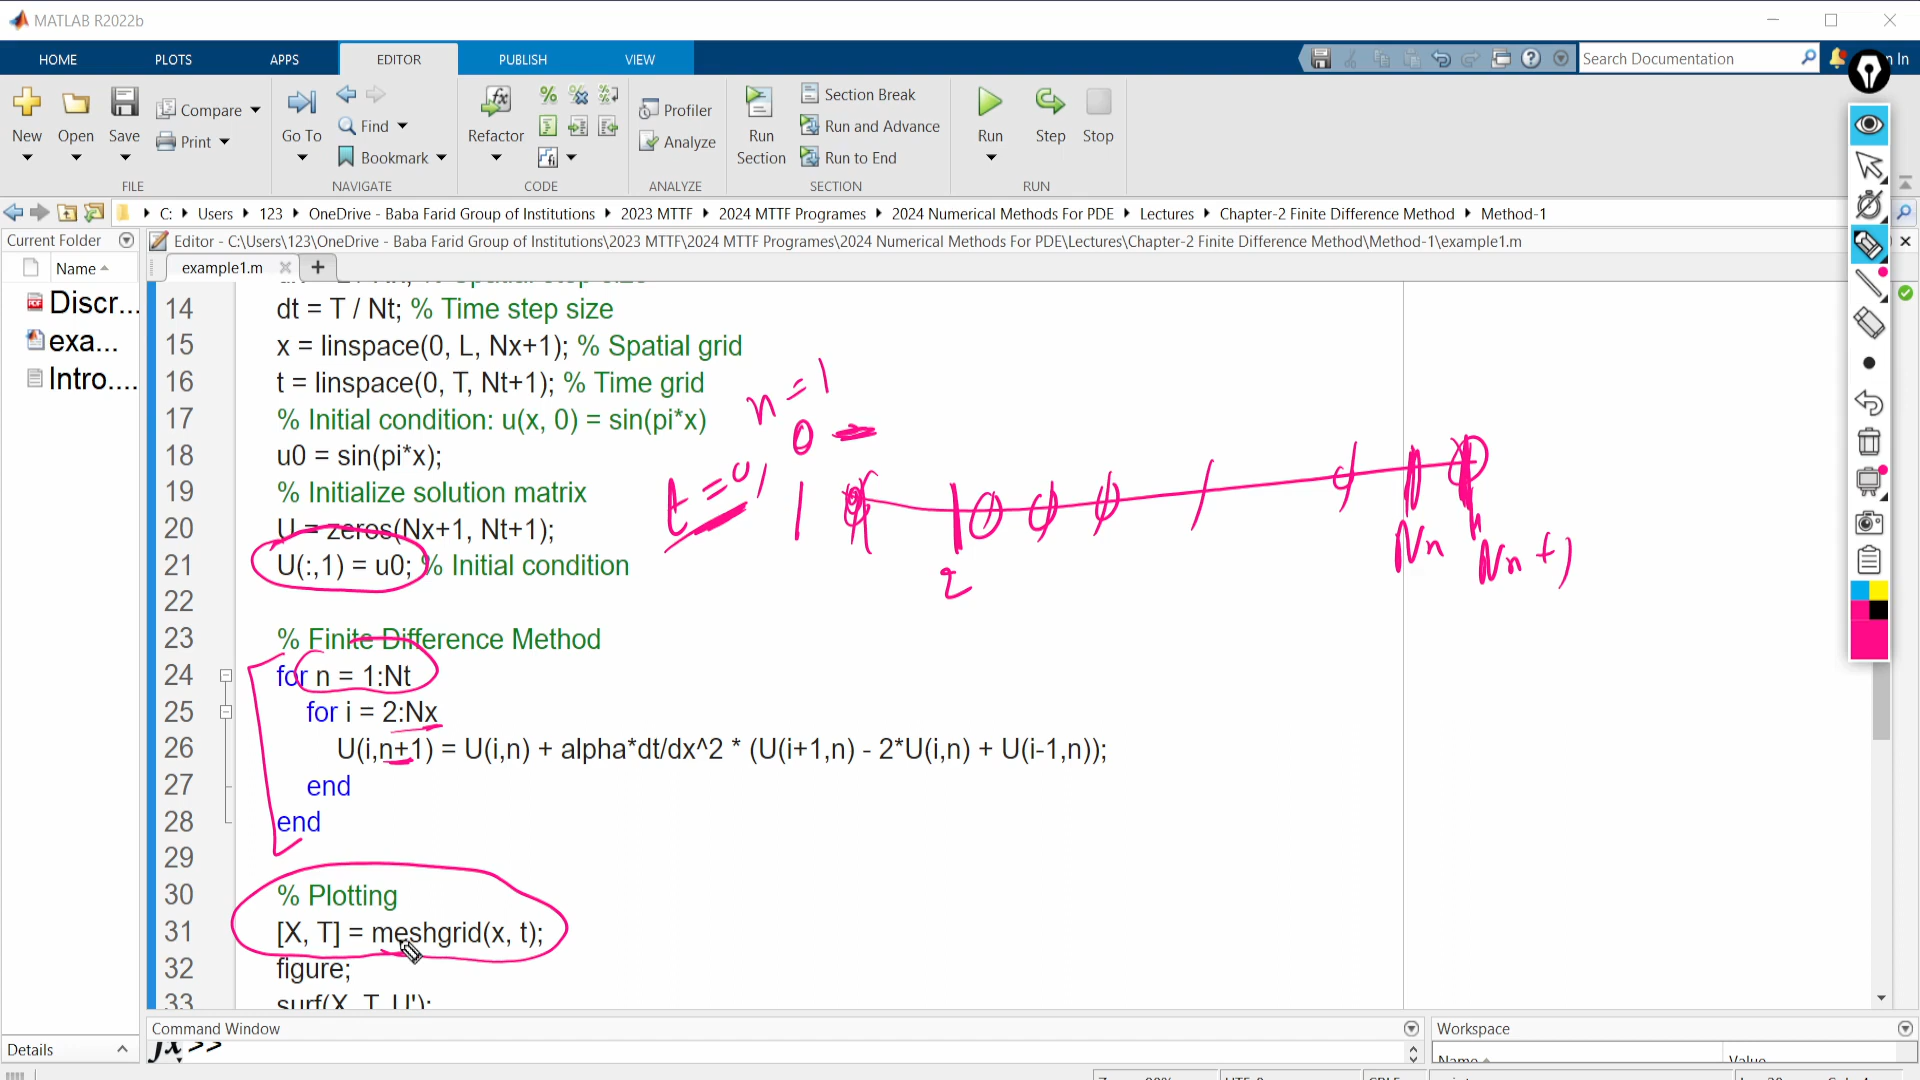 MATLAB R2022b
HOME PLOTS APPS EDITOR PUBLISH VIEW Search Documentation In
New Open Save Compare Print Go To Find Bookmark Refactor Profiler Analyze Run Section Section Break Run and Advance Run to End Run Step Stop
FILE NAVIGATE CODE ANALYZE SECTION RUN
C: Users 123 OneDrive - Baba Farid Group of Institutions 2023 MTTF 2024 MTTF Programes 2024 Numerical Methods For PDE Lectures Chapter-2 Finite Difference Method Method-1
Current Folder
Editor - C:\Users\123\OneDrive - Baba Farid Group of Institutions\2023 MTTF\2024 MTTF Programes\2024 Numerical Methods For PDE\Lectures\Chapter-2 Finite Difference Method\Method-1\example1.m
Name
example1.m
Discr...
exa...
Intro....
14 dt = T / Nt; % Time step size
15 x = linspace(0, L, Nx+1); % Spatial grid
16 t = linspace(0, T, Nt+1); % Time grid
n = 1
17 % Initial condition: u(x, 0) = sin(pi*x)
0
18 u0 = sin(pi*x);
t = 0,
19 % Initialize solution matrix
1
20 U = zeros(Nx+1, Nt+1);
Nn
Nn+1
21 U(:,1) = u0; % Initial condition
2
22
23 % Finite Difference Method
24 for n = 1:Nt
25 for i = 2:Nx
26 U(i,n+1) = U(i,n) + alpha*dt/dx^2 * (U(i+1,n) - 2*U(i,n) + U(i-1,n));
27 end
28 end
29
30 % Plotting
31 [X, T] = meshgrid(x, t);
32 figure;
33 surf(X, T, U');
Command Window
Workspace
Details
fx >>
Name Value